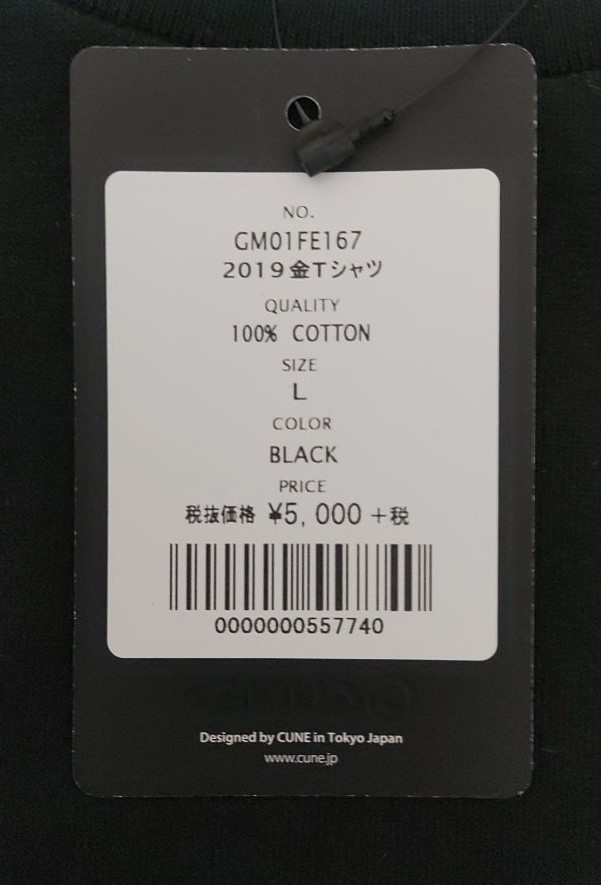 NO.
GM01FE167
2019金Tシャツ
QUALITY
100% COTTON
SIZE
L
COLOR
BLACK
PRICE
税抜価格 ¥5,000 +税
0000000557740
Designed by CUNE in Tokyo Japan
www.cune.jp